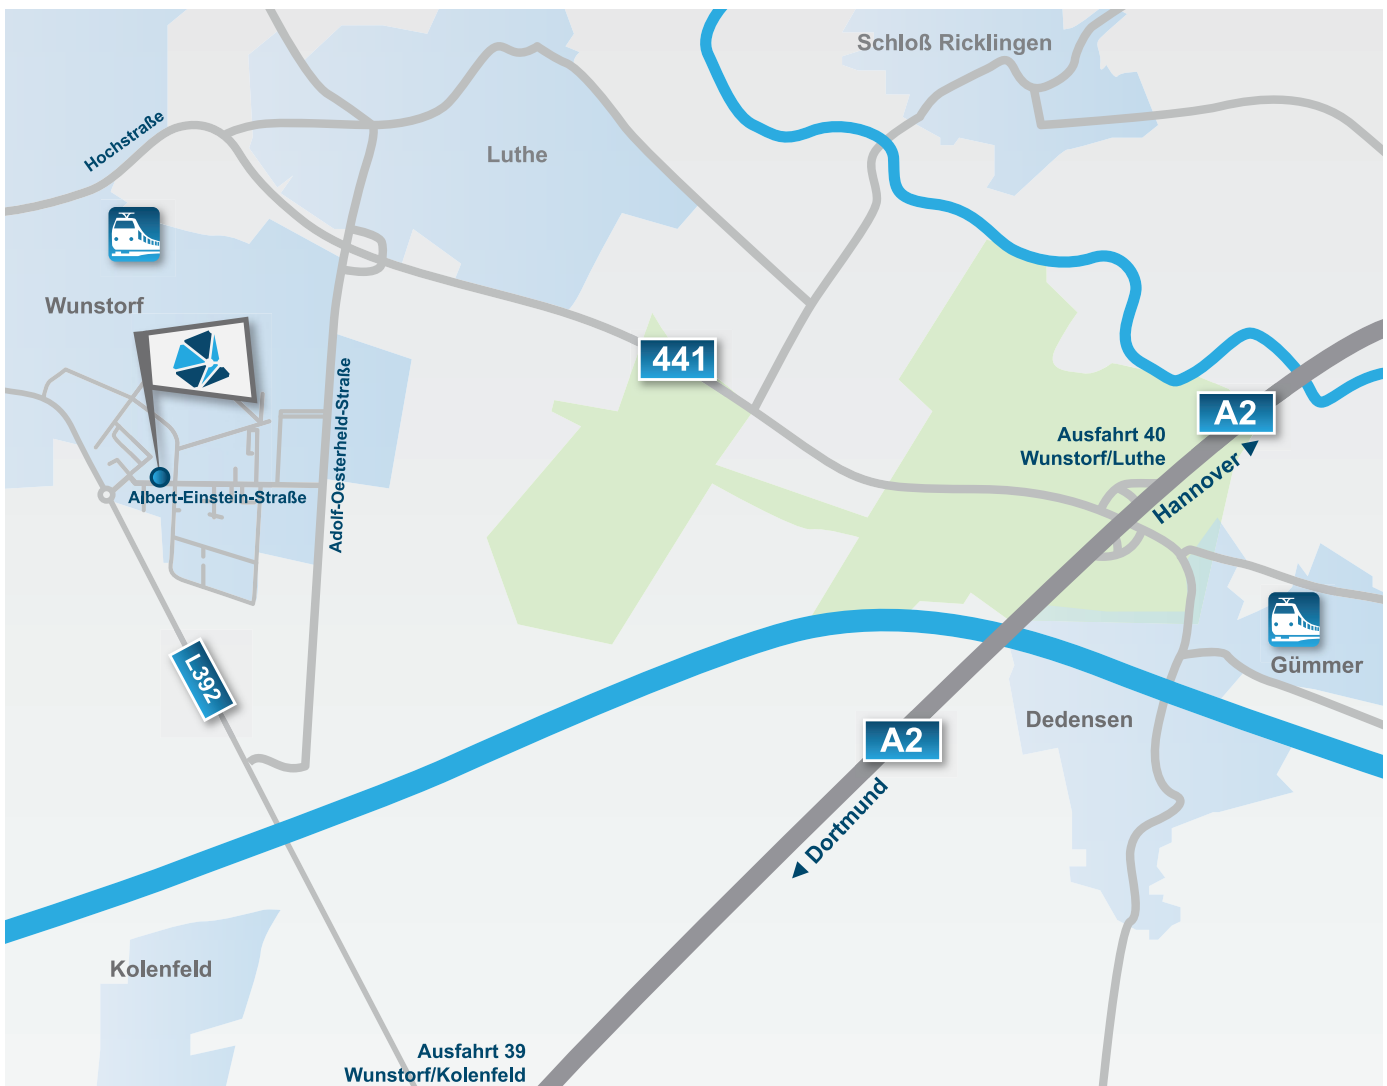 Schloß Ricklingen
Hochstraße
Luthe
Wunstorf
441
Adolf-Oesterheld-Straße
A2
Ausfahrt 40
Wunstorf/Luthe
Hannover
Albert-Einstein-Straße
L392
Gümmer
Dedensen
A2
Dortmund
Kolenfeld
Ausfahrt 39
Wunstorf/Kolenfeld